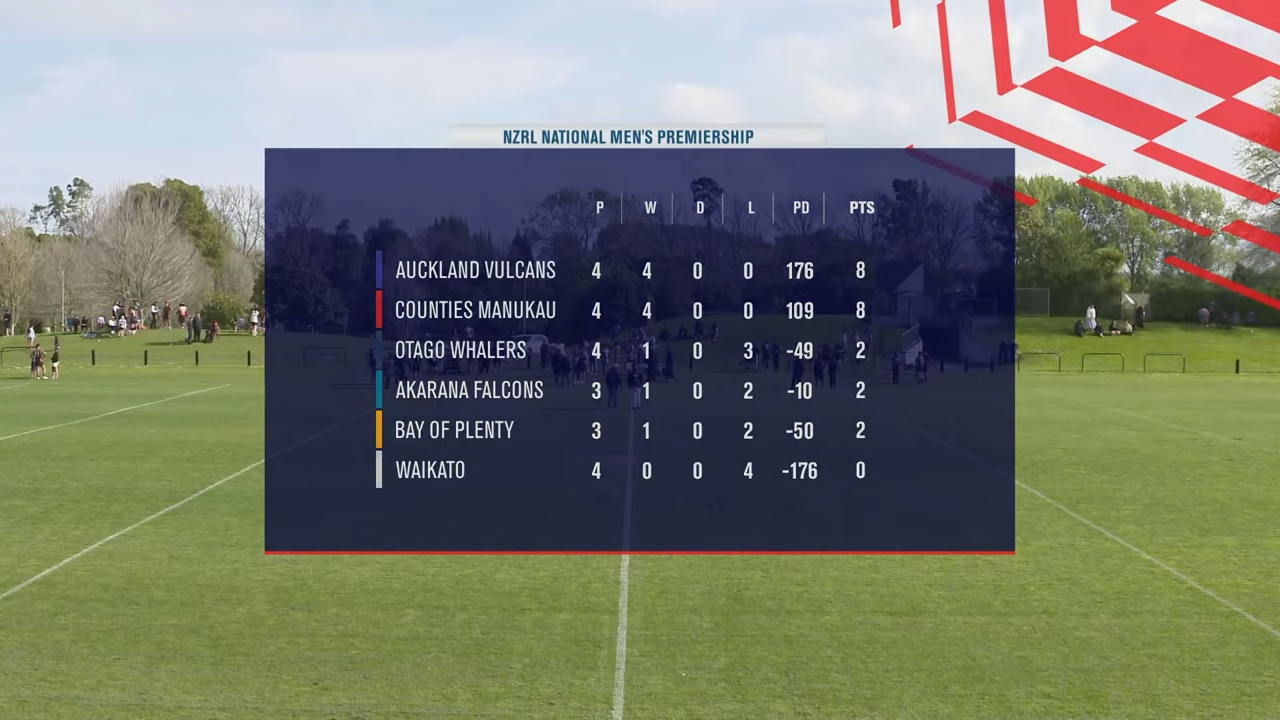 NZRL NATIONAL MEN'S PREMIERSHIP
P W D L PD PTS
AUCKLAND VULCANS 4 4 0 0 176 8
COUNTIES MANUKAU 4 4 0 0 109 8
OTAGO WHALERS 4 1 0 3 -49 2
AKARANA FALCONS 3 1 0 2 -10 2
BAY OF PLENTY 3 1 0 2 -50 2
WAIKATO 4 0 0 4 -176 0